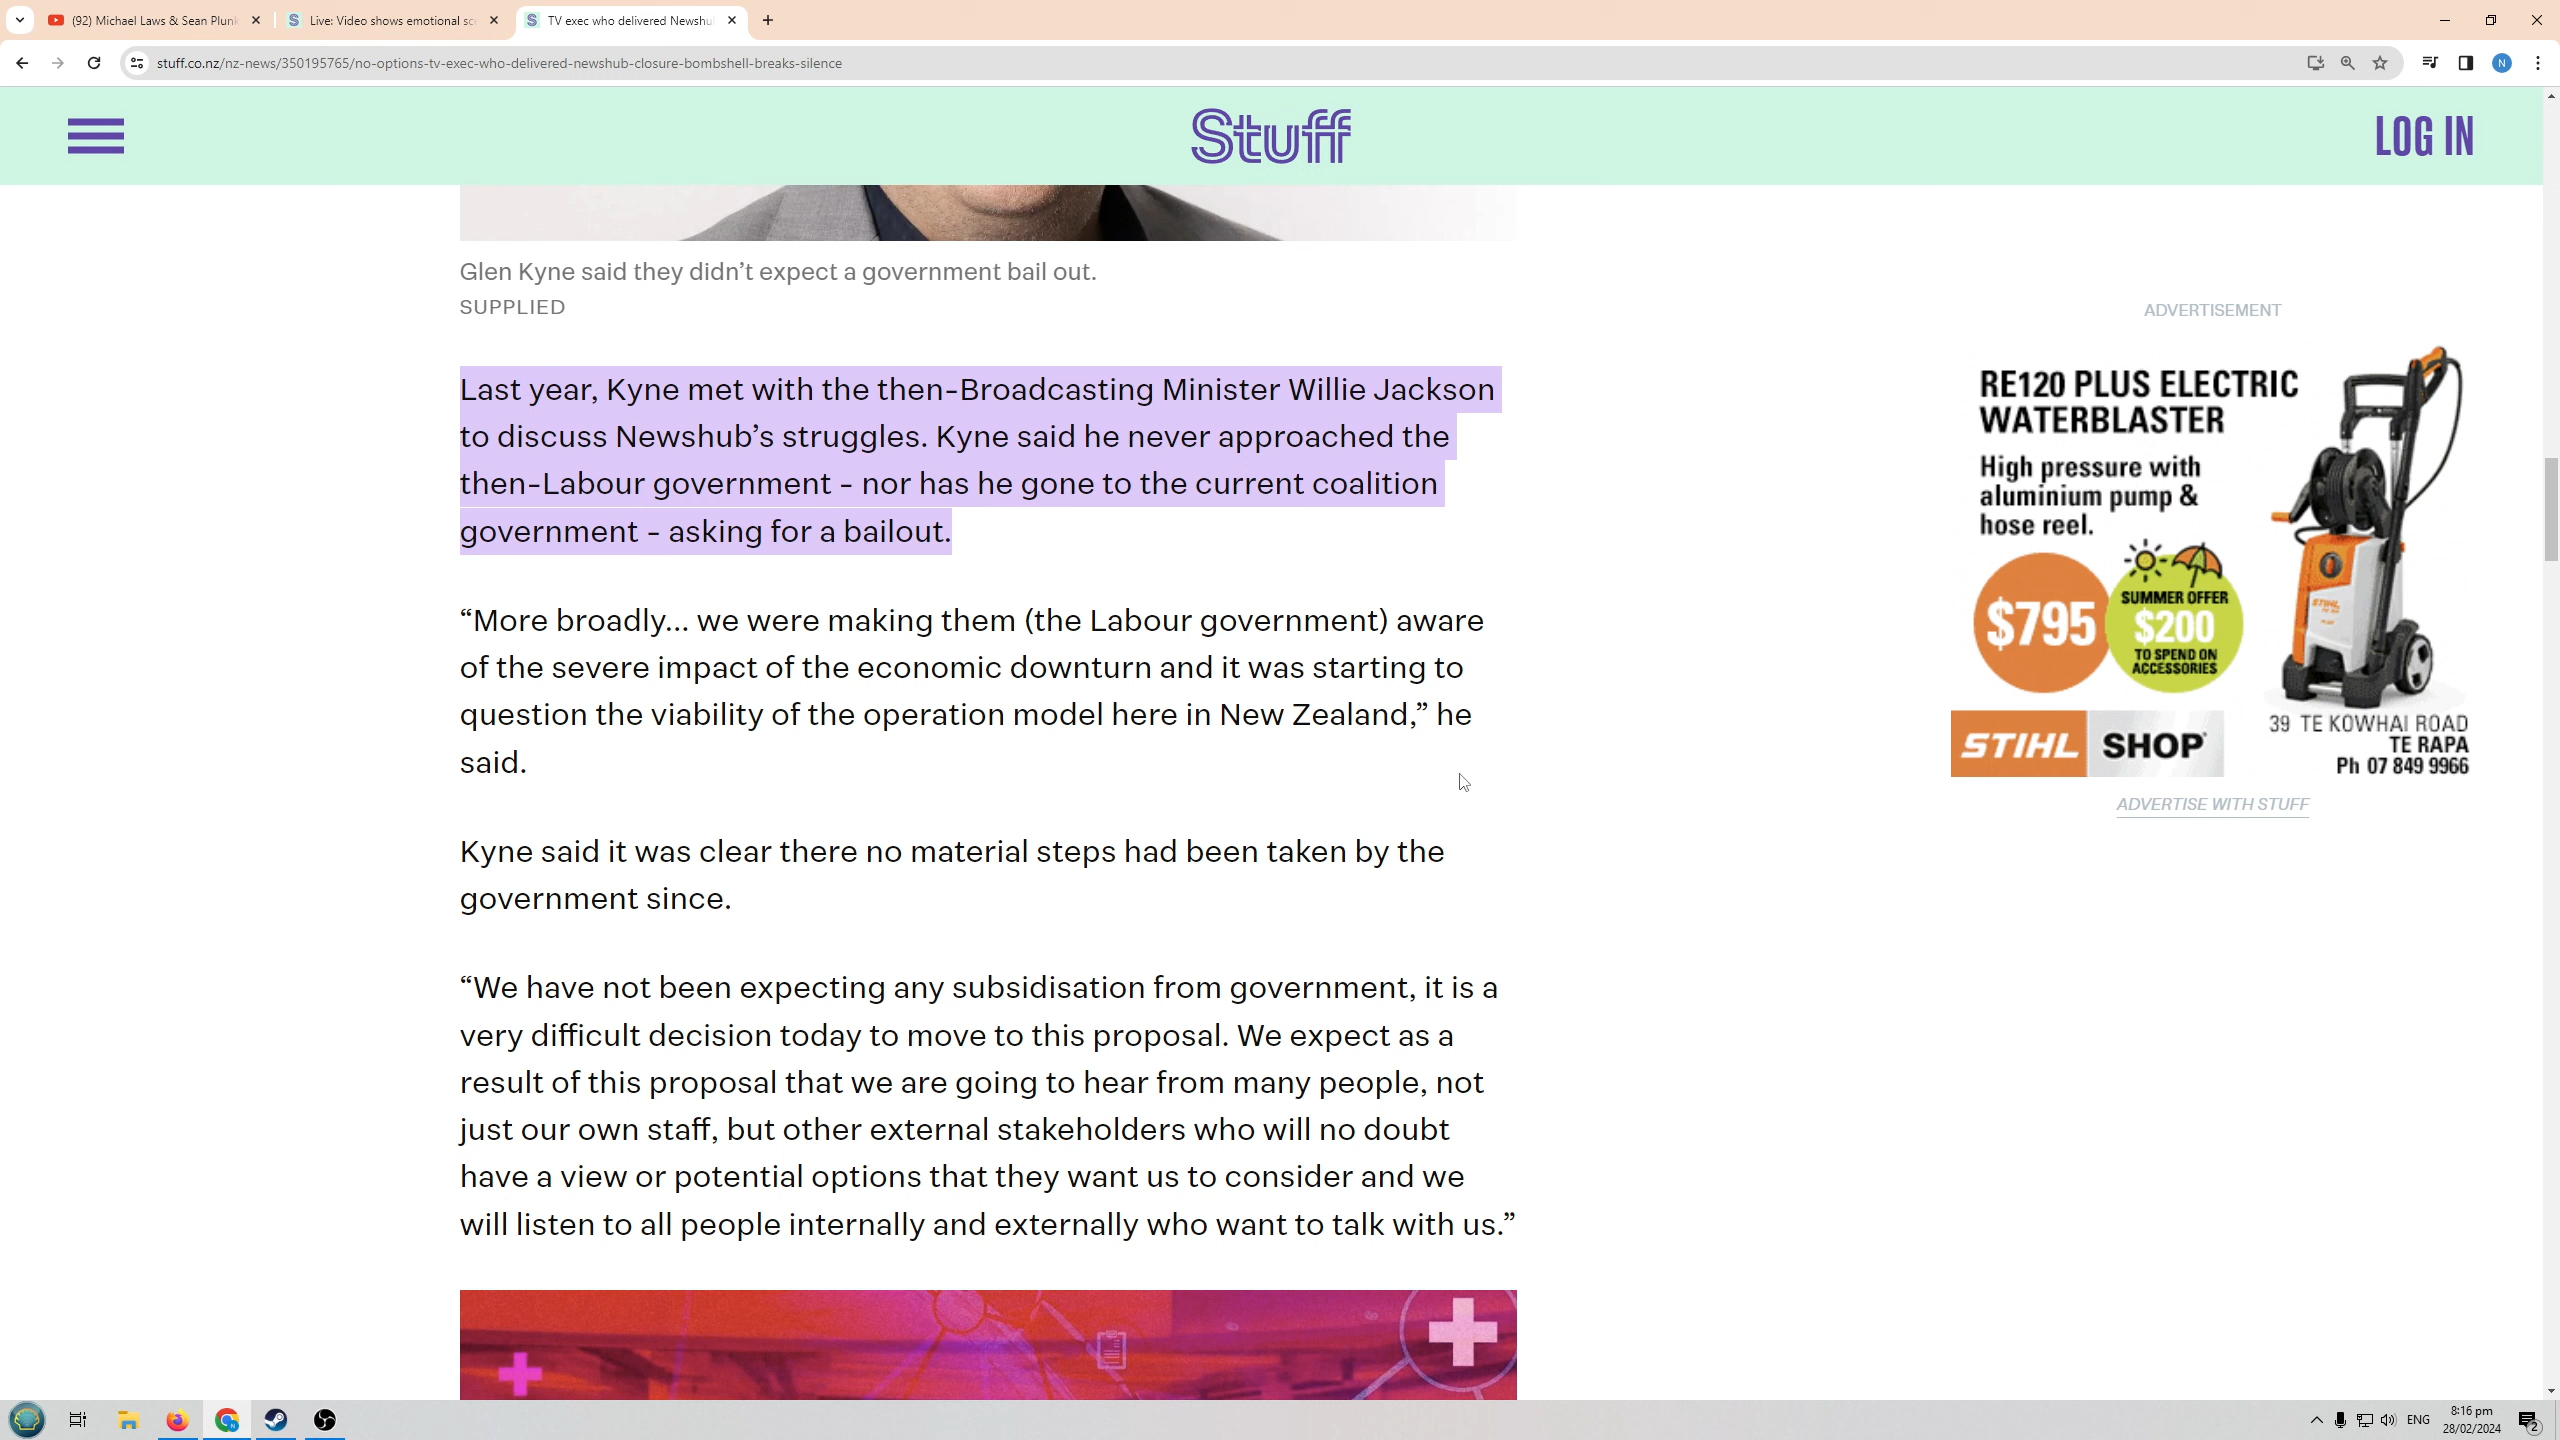 (92) Michael Laws & Sean Plunk
Live: Video shows emotional sc
TV exec who delivered Newshu
stuff.co.nz/nz-news/350195765/no-options-tv-exec-who-delivered-newshub-closure-bombshell-breaks-silence
N
Stuff
LOG IN
Glen Kyne said they didn’t expect a government bail out.
SUPPLIED
Last year, Kyne met with the then-Broadcasting Minister Willie Jackson
to discuss Newshub’s struggles. Kyne said he never approached the
then-Labour government - nor has he gone to the current coalition
government - asking for a bailout.
“More broadly... we were making them (the Labour government) aware
of the severe impact of the economic downturn and it was starting to
question the viability of the operation model here in New Zealand,” he
said.
Kyne said it was clear there no material steps had been taken by the
government since.
“We have not been expecting any subsidisation from government, it is a
very difficult decision today to move to this proposal. We expect as a
result of this proposal that we are going to hear from many people, not
just our own staff, but other external stakeholders who will no doubt
have a view or potential options that they want us to consider and we
will listen to all people internally and externally who want to talk with us.”
ADVERTISEMENT
RE120 PLUS ELECTRIC
WATERBLASTER
High pressure with
aluminium pump &
hose reel.
$795
SUMMER OFFER
$200
TO SPEND ON
ACCESSORIES
STIHL
STIHL SHOP
39 TE KOWHAI ROAD
TE RAPA
Ph 07 849 9966
ADVERTISE WITH STUFF
ENG
8:16 pm
28/02/2024
2